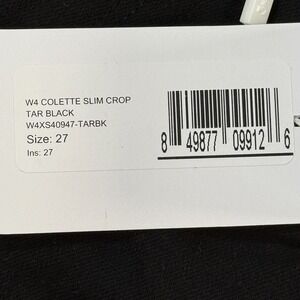 W4 COLETTE SLIM CROP
TAR BLACK
W4XS40947-TARBK
Size: 27
Ins: 27
8 49877 09912 6